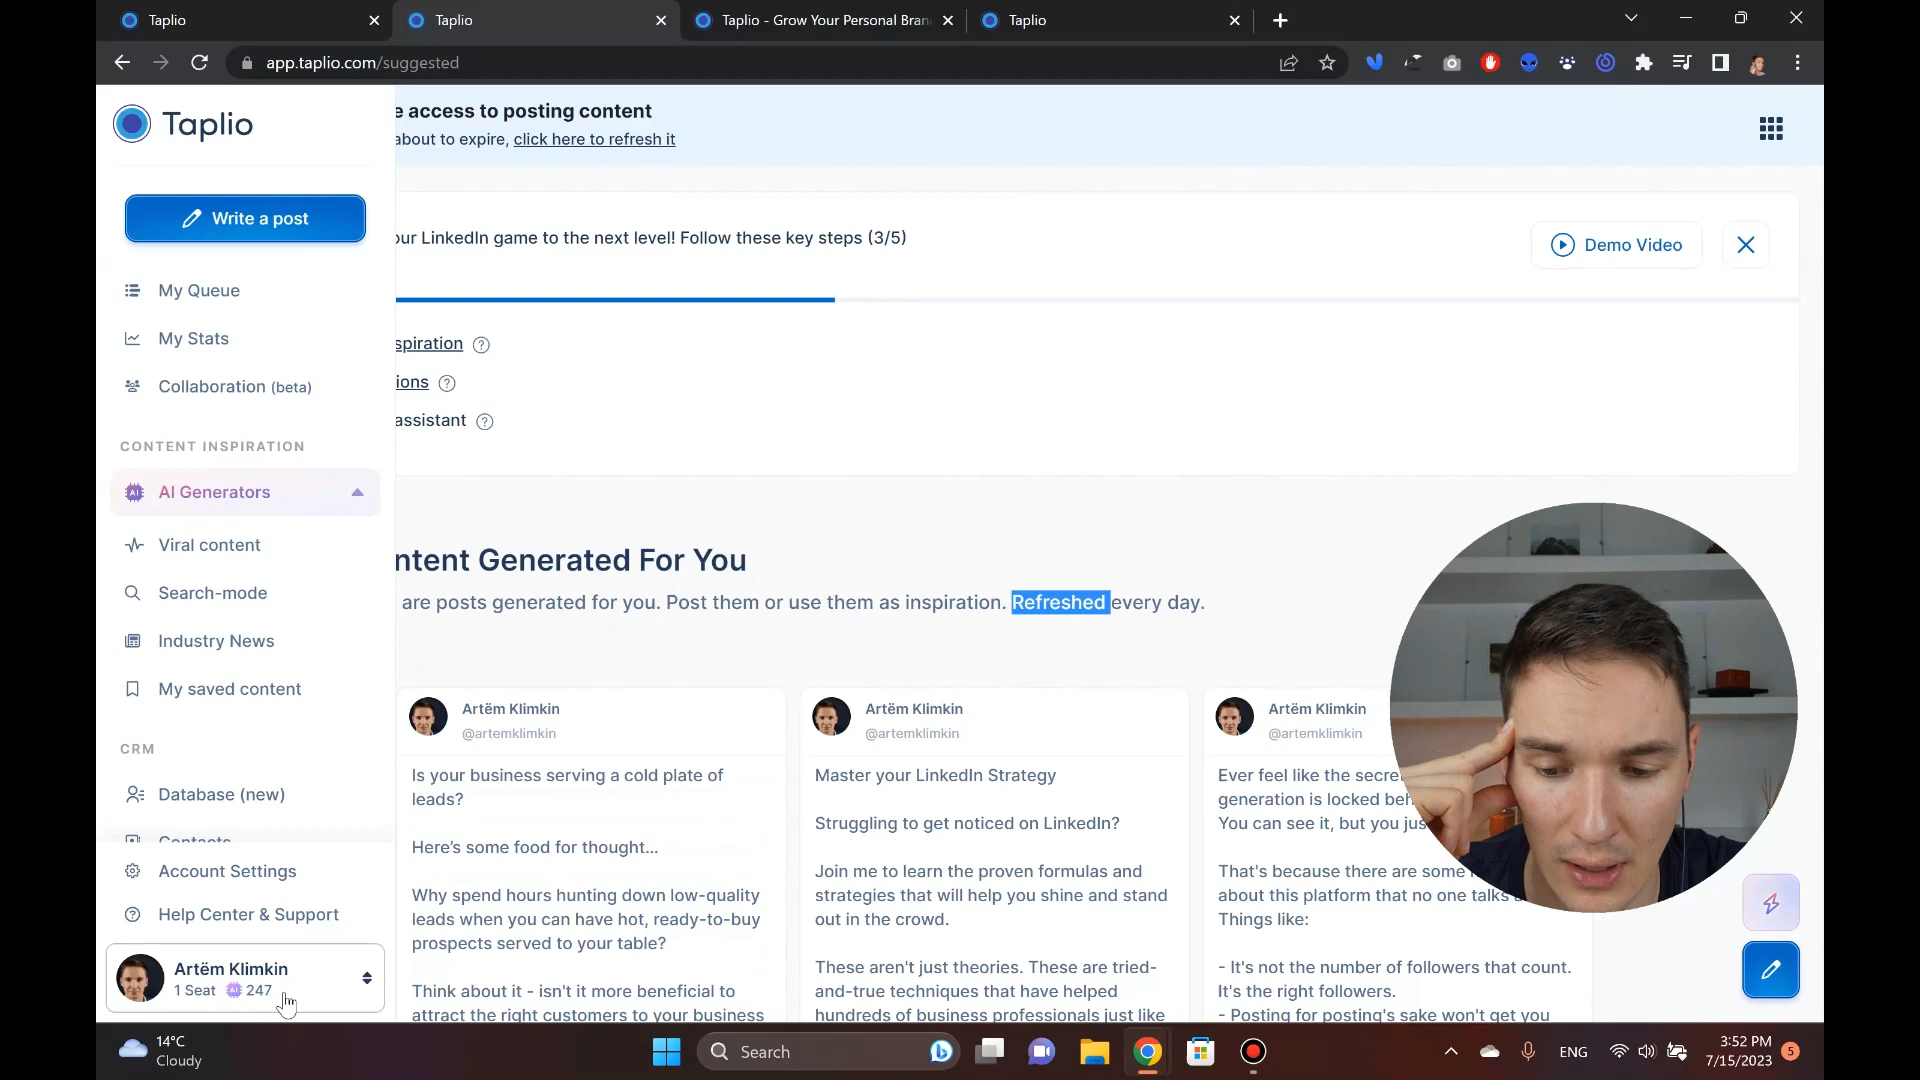 Taplio
Taplio
Taplio - Grow Your Personal Bran
Taplio
app.taplio.com/suggested
Taplio
e access to posting content
about to expire, click here to refresh it
Write a post
our LinkedIn game to the next level! Follow these key steps (3/5)
Demo Video
My Queue
My Stats
Collaboration (beta)
spiration
ions
assistant
CONTENT INSPIRATION
AI Generators
Viral content
Search-mode
Industry News
My saved content
CRM
Database (new)
Contacts
Account Settings
Help Center & Support
Artëm Klimkin
1 Seat AI 247
ntent Generated For You
are posts generated for you. Post them or use them as inspiration. Refreshed every day.
Artëm Klimkin
@artemklimkin
Is your business serving a cold plate of
leads?
Here's some food for thought...
Why spend hours hunting down low-quality
leads when you can have hot, ready-to-buy
prospects served to your table?
Think about it - isn't it more beneficial to
attract the right customers to your business
Artëm Klimkin
@artemklimkin
Master your LinkedIn Strategy
Struggling to get noticed on LinkedIn?
Join me to learn the proven formulas and
strategies that will help you shine and stand
out in the crowd.
These aren't just theories. These are tried-
and-true techniques that have helped
hundreds of business professionals just like
Artëm Klimkin
@artemklimkin
Ever feel like the secre
generation is locked beh
You can see it, but you jus
That's because there are some
about this platform that no one talks
Things like:
- It's not the number of followers that count.
It's the right followers.
- Posting for posting's sake won't get you
14°C
Cloudy
Search
ENG
3:52 PM
7/15/2023
5